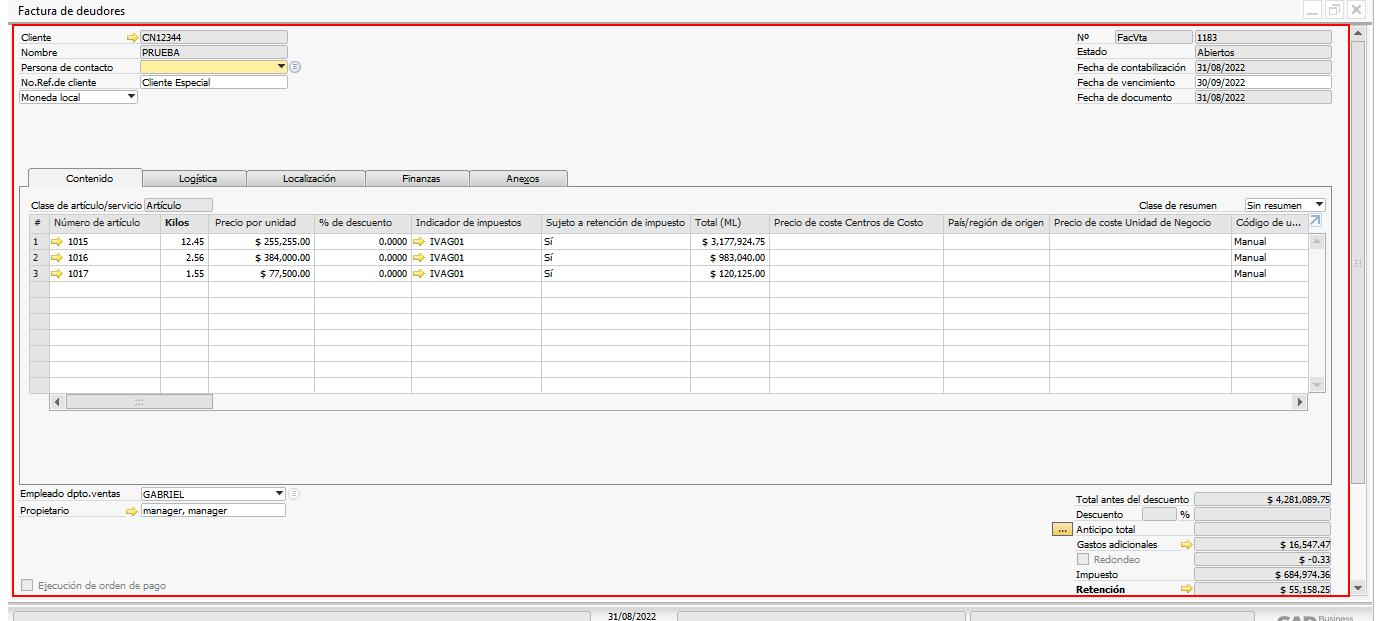 Factura de deudores
Cliente CN12344
Nombre PRUEBA
Persona de contacto
No.Ref.de cliente Cliente Especial
Moneda local
Nº FacVta 1183
Estado Abiertos
Fecha de contabilización 31/08/2022
Fecha de vencimiento 30/09/2022
Fecha de documento 31/08/2022
Contenido Logística Localización Finanzas Anexos
Clase de artículo/servicio Artículo Clase de resumen Sin resumen
# Número de artículo Kilos Precio por unidad % de descuento Indicador de impuestos Sujeto a retención de impuesto Total (ML) Precio de coste Centros de Costo País/región de origen Precio de coste Unidad de Negocio Código de u...
1 1015 12.45 $ 255,255.00 0.0000 IVAG01 Sí $ 3,177,924.75 Manual
2 1016 2.56 $ 384,000.00 0.0000 IVAG01 Sí $ 983,040.00 Manual
3 1017 1.55 $ 77,500.00 0.0000 IVAG01 Sí $ 120,125.00 Manual
Empleado dpto.ventas GABRIEL
Propietario manager, manager
Ejecución de orden de pago
Total antes del descuento $ 4,281,089.75
Descuento %
... Anticipo total
Gastos adicionales $ 16,547.47
Redondeo $ -0.33
Impuesto $ 684,974.36
Retención $ 55,158.25
31/08/2022
SAP Business